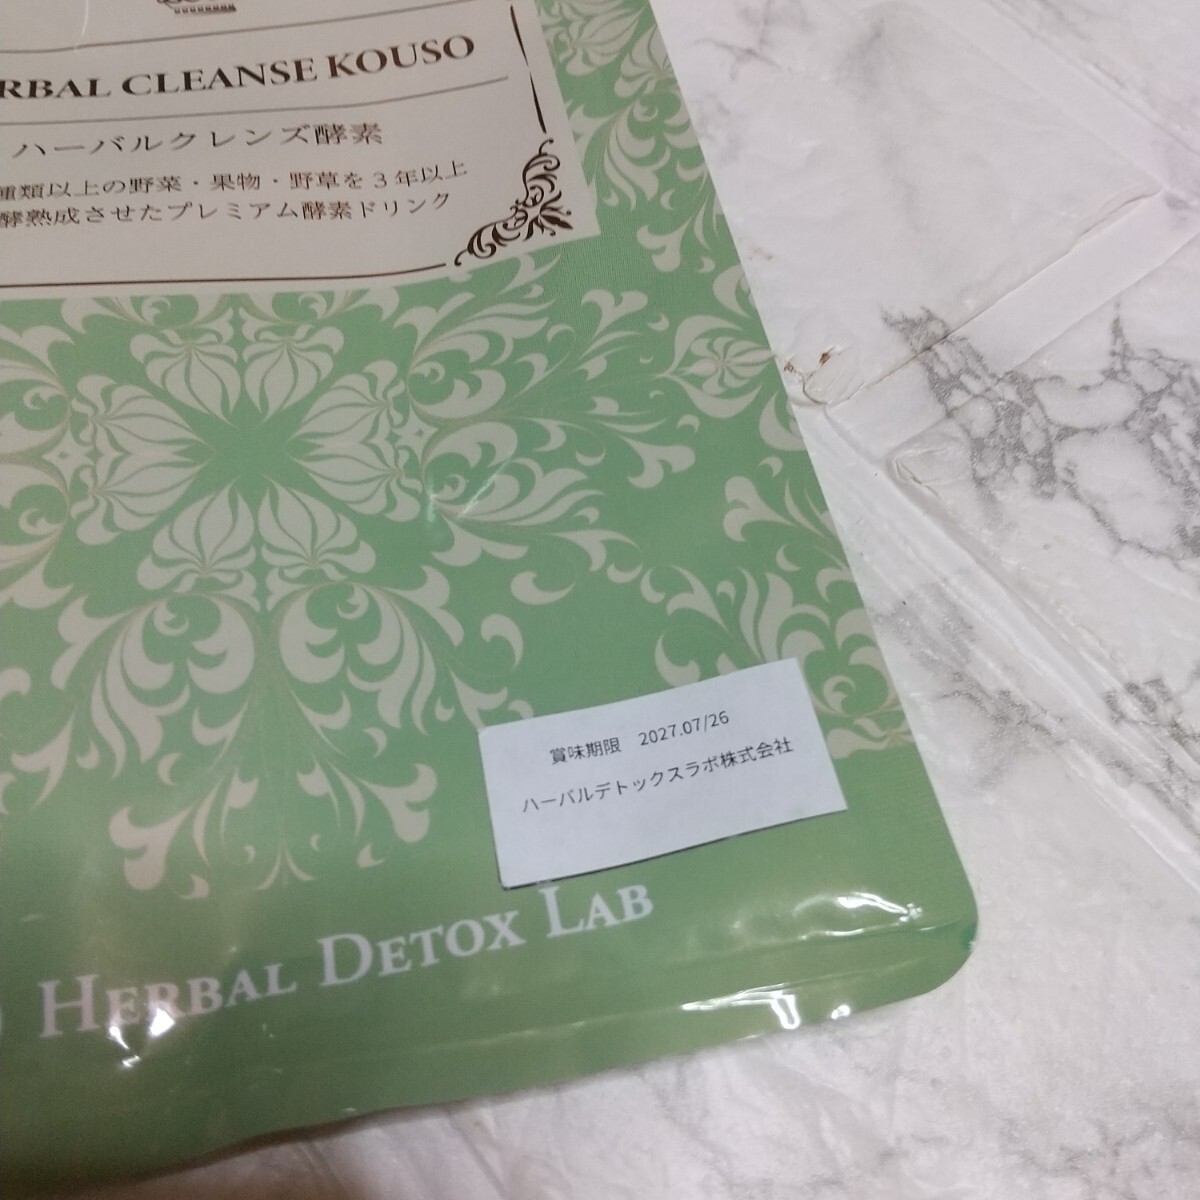 RBAL CLEANSE KOUSO
ハーバルクレンズ酵素
種類以上の野菜・果物・野草を3年以上
酵熟成させたプレミアム酵素ドリンク
賞味期限 2027.07/26
ハーバルデトックスラボ株式会社
HERBAL DETOX LAB